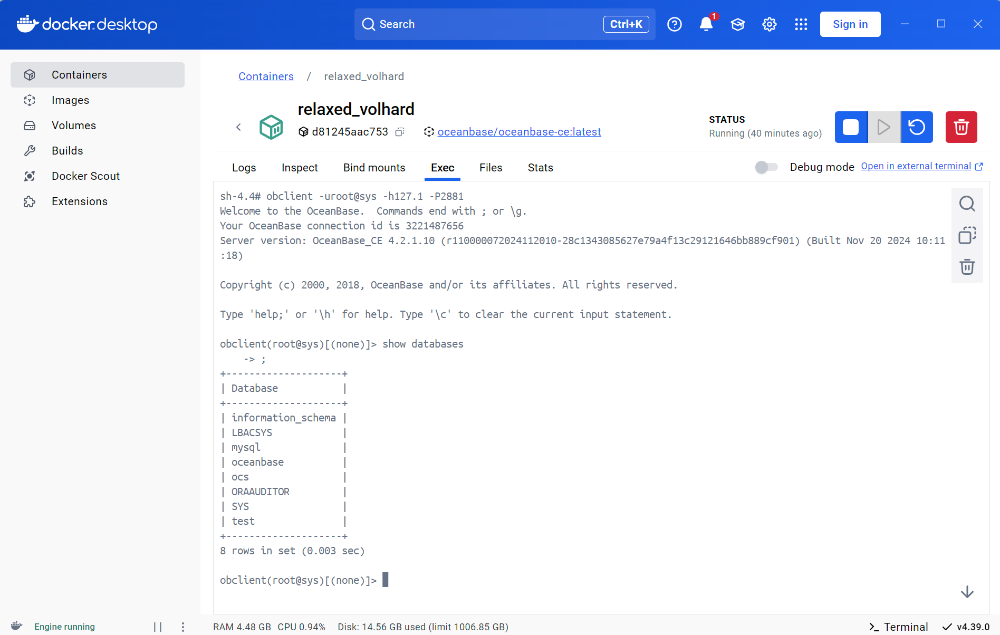 docker.desktop
Search
Ctrl+K
1
Sign in
Containers
Images
Volumes
Builds
Docker Scout
Extensions
Containers / relaxed_volhard
relaxed_volhard
d81245aac753
oceanbase/oceanbase-ce:latest
STATUS
Running (40 minutes ago)
Logs
Inspect
Bind mounts
Exec
Files
Stats
Debug mode
Open in external terminal
sh-4.4# obclient -uroot@sys -h127.1 -P2881
Welcome to the OceanBase.  Commands end with ; or \g.
Your OceanBase connection id is 3221487656
Server version: OceanBase_CE 4.2.1.10 (r110000072024112010-28c1343085627e79a4f13c29121646bb889cf901) (Built Nov 20 2024 10:11
:18)
Copyright (c) 2000, 2018, OceanBase and/or its affiliates. All rights reserved.
Type 'help;' or '\h' for help. Type '\c' to clear the current input statement.
obclient(root@sys)[(none)]> show databases
    -> ;
+--------------------+
| Database           |
+--------------------+
| information_schema |
| LBACSYS            |
| mysql              |
| oceanbase          |
| ocs                |
| ORAAUDITOR         |
| SYS                |
| test               |
+--------------------+
8 rows in set (0.003 sec)
obclient(root@sys)[(none)]>
Engine running
RAM 4.48 GB
CPU 0.94%
Disk: 14.56 GB used (limit 1006.85 GB)
>_ Terminal
v4.39.0